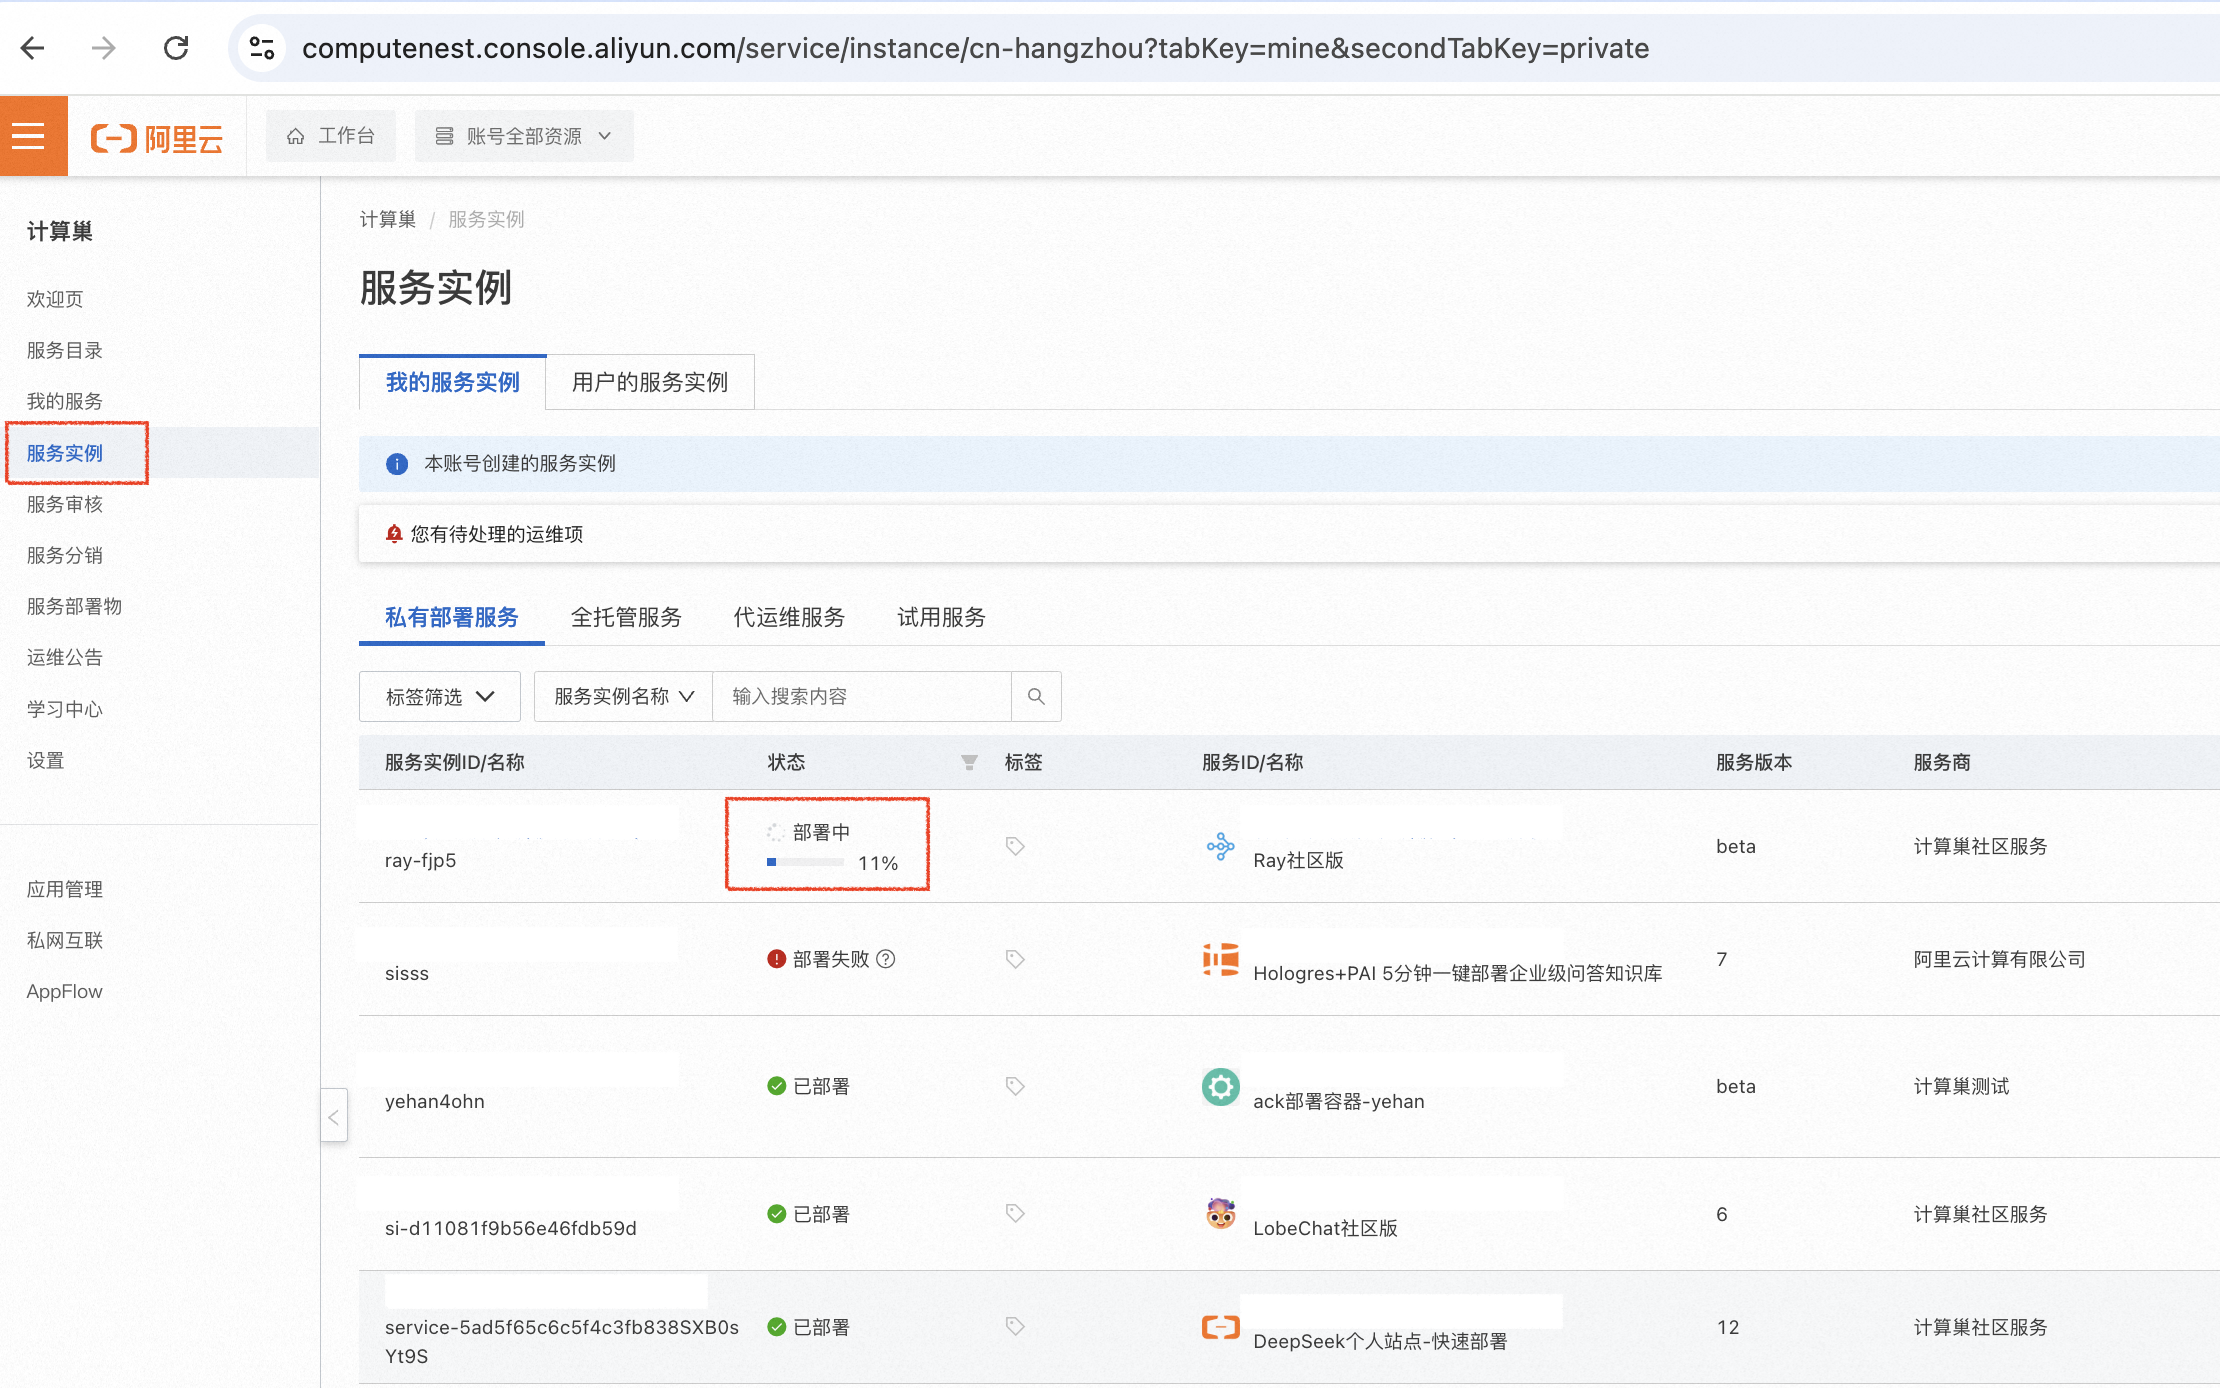 computenest.console.aliyun.com/service/instance/cn-hangzhou?tabKey=mine&secondTabKey=private
阿里云
工作台
账号全部资源
计算巢
欢迎页
服务目录
我的服务
服务实例
服务审核
服务分销
服务部署物
运维公告
学习中心
设置
应用管理
私网互联
AppFlow
计算巢 / 服务实例
服务实例
我的服务实例 用户的服务实例
本账号创建的服务实例
您有待处理的运维项
私有部署服务 全托管服务 代运维服务 试用服务
标签筛选 服务实例名称 输入搜索内容
服务实例ID/名称 状态 标签 服务ID/名称 服务版本 服务商
ray-fjp5 部署中 11% Ray社区版 beta 计算巢社区服务
sisss 部署失败 Hologres+PAI 5分钟一键部署企业级问答知识库 7 阿里云计算有限公司
yehan4ohn 已部署 ack部署容器-yehan beta 计算巢测试
si-d11081f9b56e46fdb59d 已部署 LobeChat社区版 6 计算巢社区服务
service-5ad5f65c6c5f4c3fb838SXB0s 已部署 DeepSeek个人站点-快速部署 12 计算巢社区服务
Yt9S